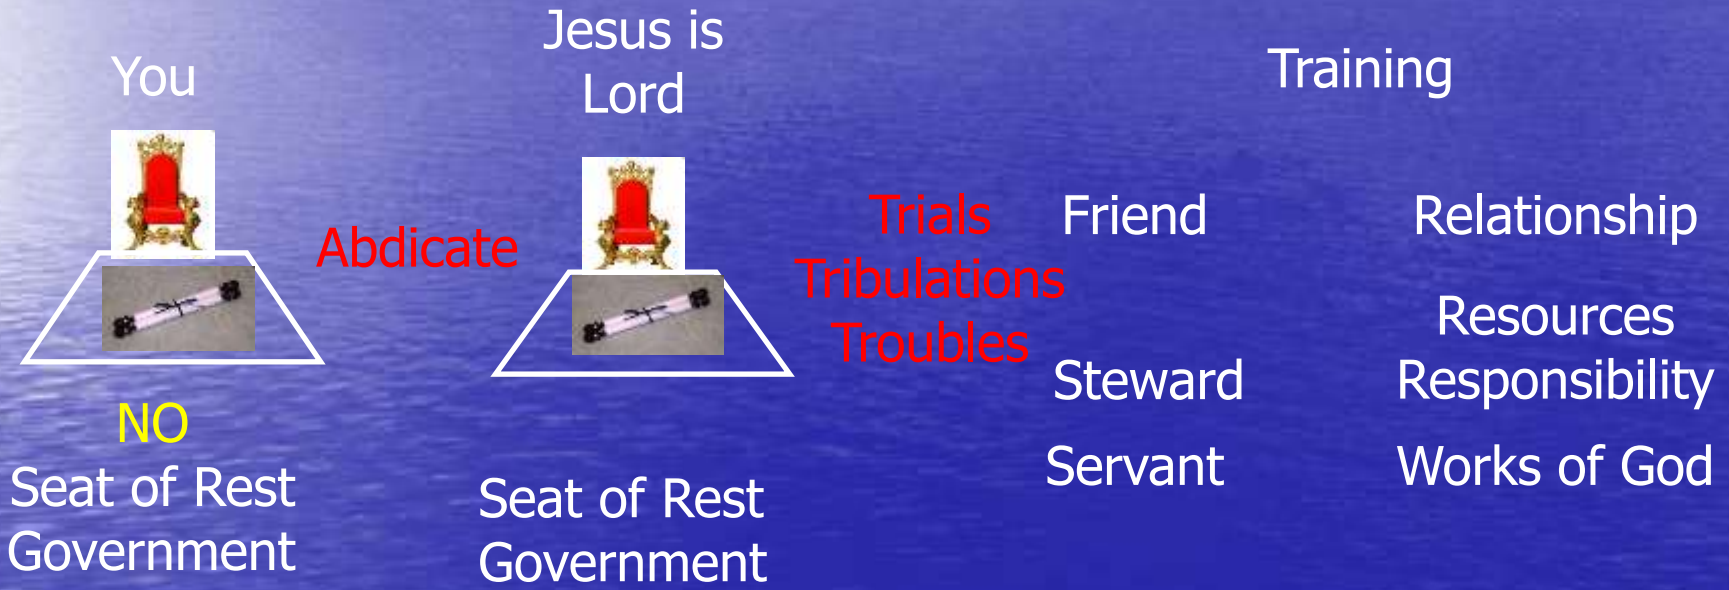 You
NO
Seat of Rest
Government
Abdicate
Jesus is
Lord
Seat of Rest
Government
Trials
Tribulations
Troubles
Training
Friend
Relationship
Resources
Steward
Responsibility
Servant
Works of God